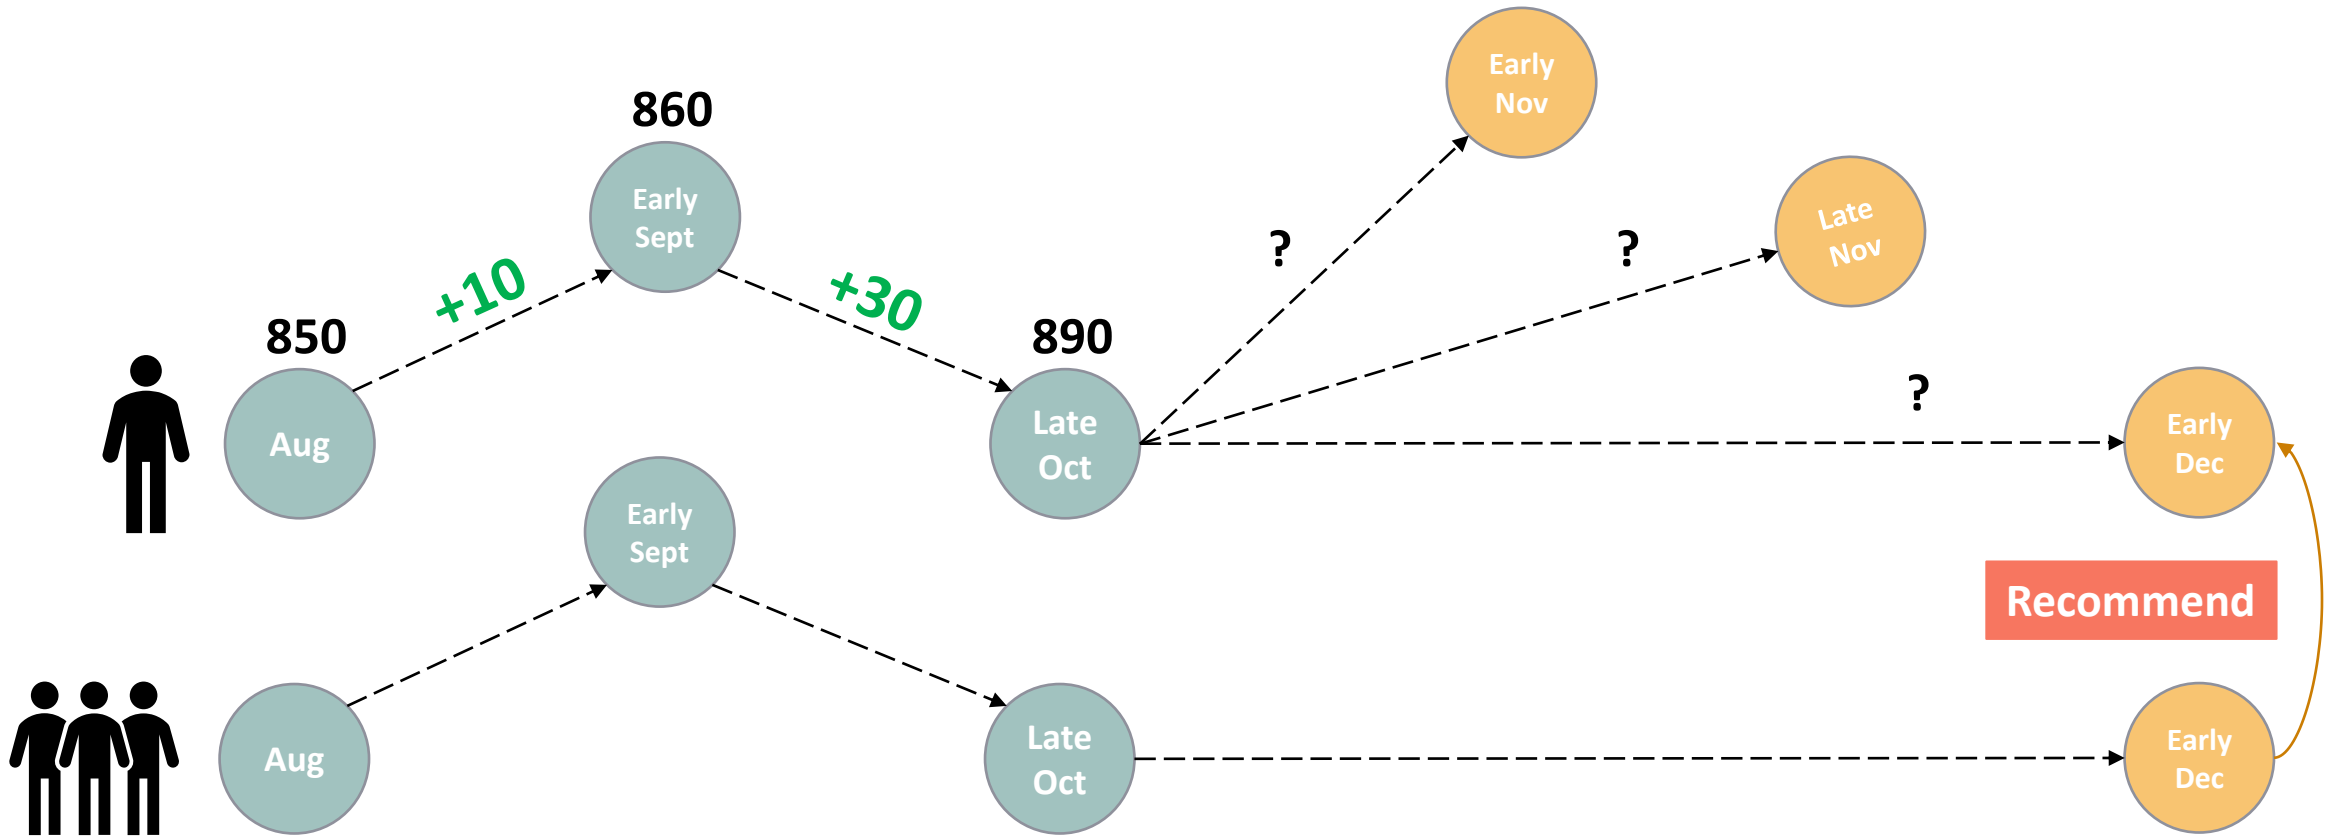 Early
Nov
860
Early
Sept
Late
Nov
?
?
+10
+30
850
890
?
Aug
Late
Oct
Early
Dec
Early
Sept
Recommend
Aug
Late
Oct
Early
Dec